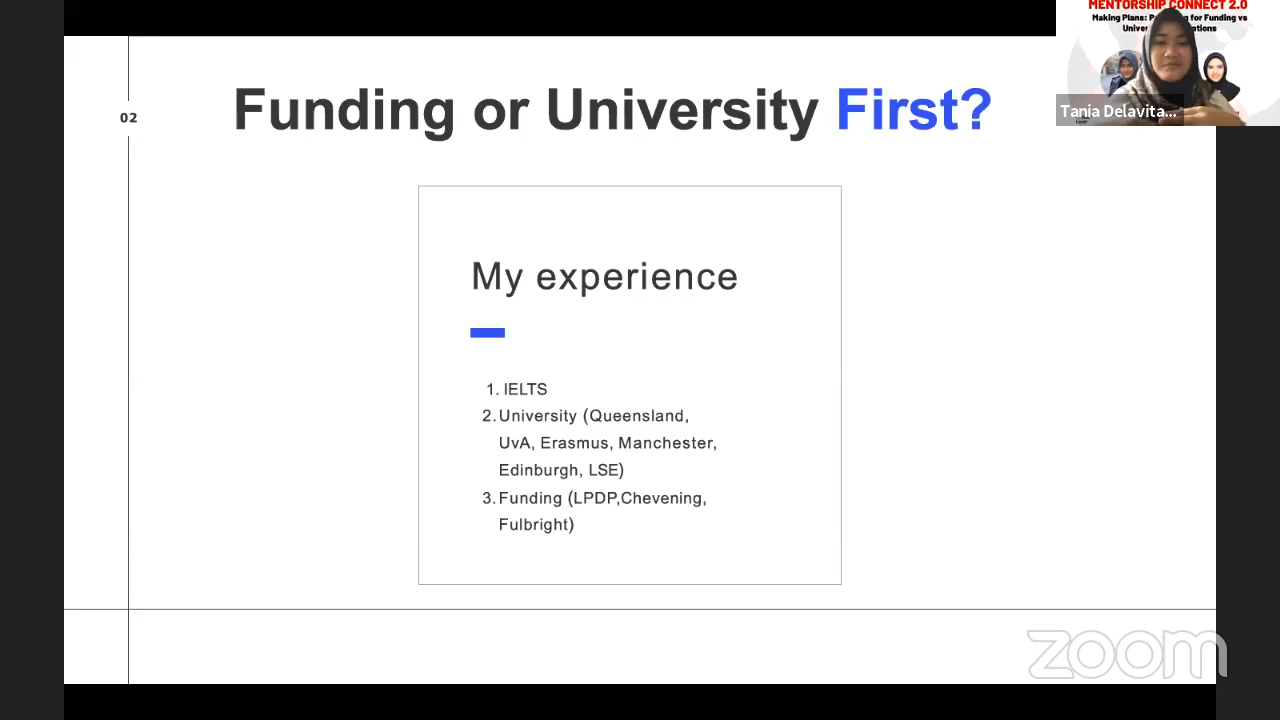 MENTORSHIP CONNECT 2.0
Making Plans: for Funding vs
02
Funding or University First?
Tania Delavita...
My experience
1. IELTS
2. University (Queensland,
UvA, Erasmus, Manchester,
Edinburgh, LSE)
3. Funding (LPDP,Chevening,
Fulbright)
zoom